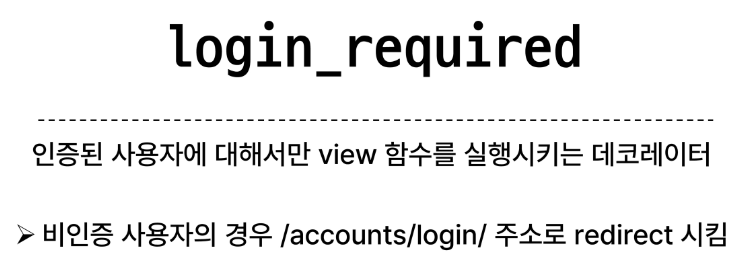 login_required
인증된 사용자에 대해서만 view 함수를 실행시키는 데코레이터
➢ 비인증 사용자의 경우 /accounts/login/ 주소로 redirect 시킴